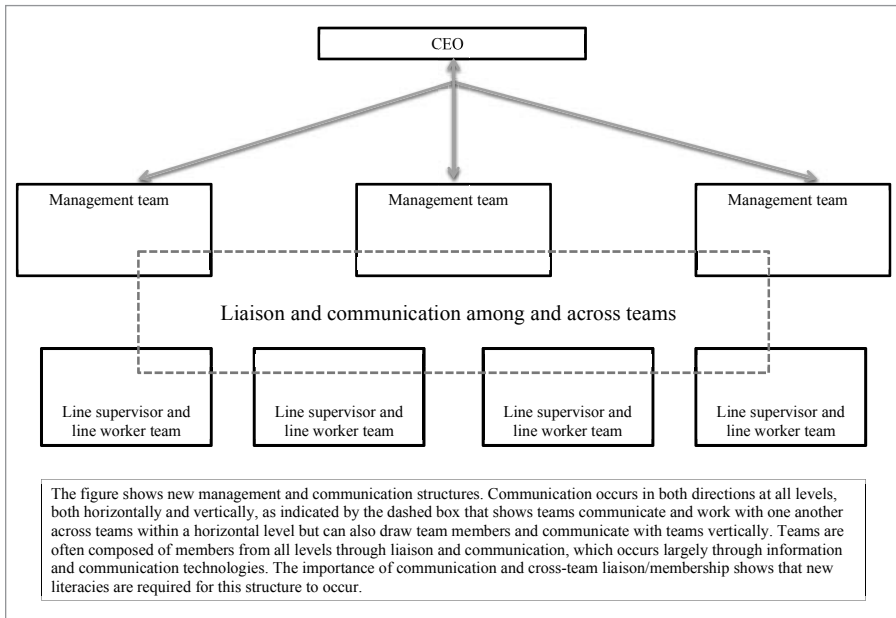 CEO
Management team
Management team
Management team
Liaison and communication among and across teams
Line supervisor and
line worker team
Line supervisor and
line worker team
Line supervisor and
line worker team
Line supervisor and
line worker team
The figure shows new management and communication structures. Communication occurs in both directions at all levels,
both horizontally and vertically, as indicated by the dashed box that shows teams communicate and work with one another
across teams within a horizontal level but can also draw team members and communicate with teams vertically. Teams are
often composed of members from all levels through liaison and communication, which occurs largely through information
and communication technologies. The importance of communication and cross-team liaison/membership shows that new
literacies are required for this structure to occur.